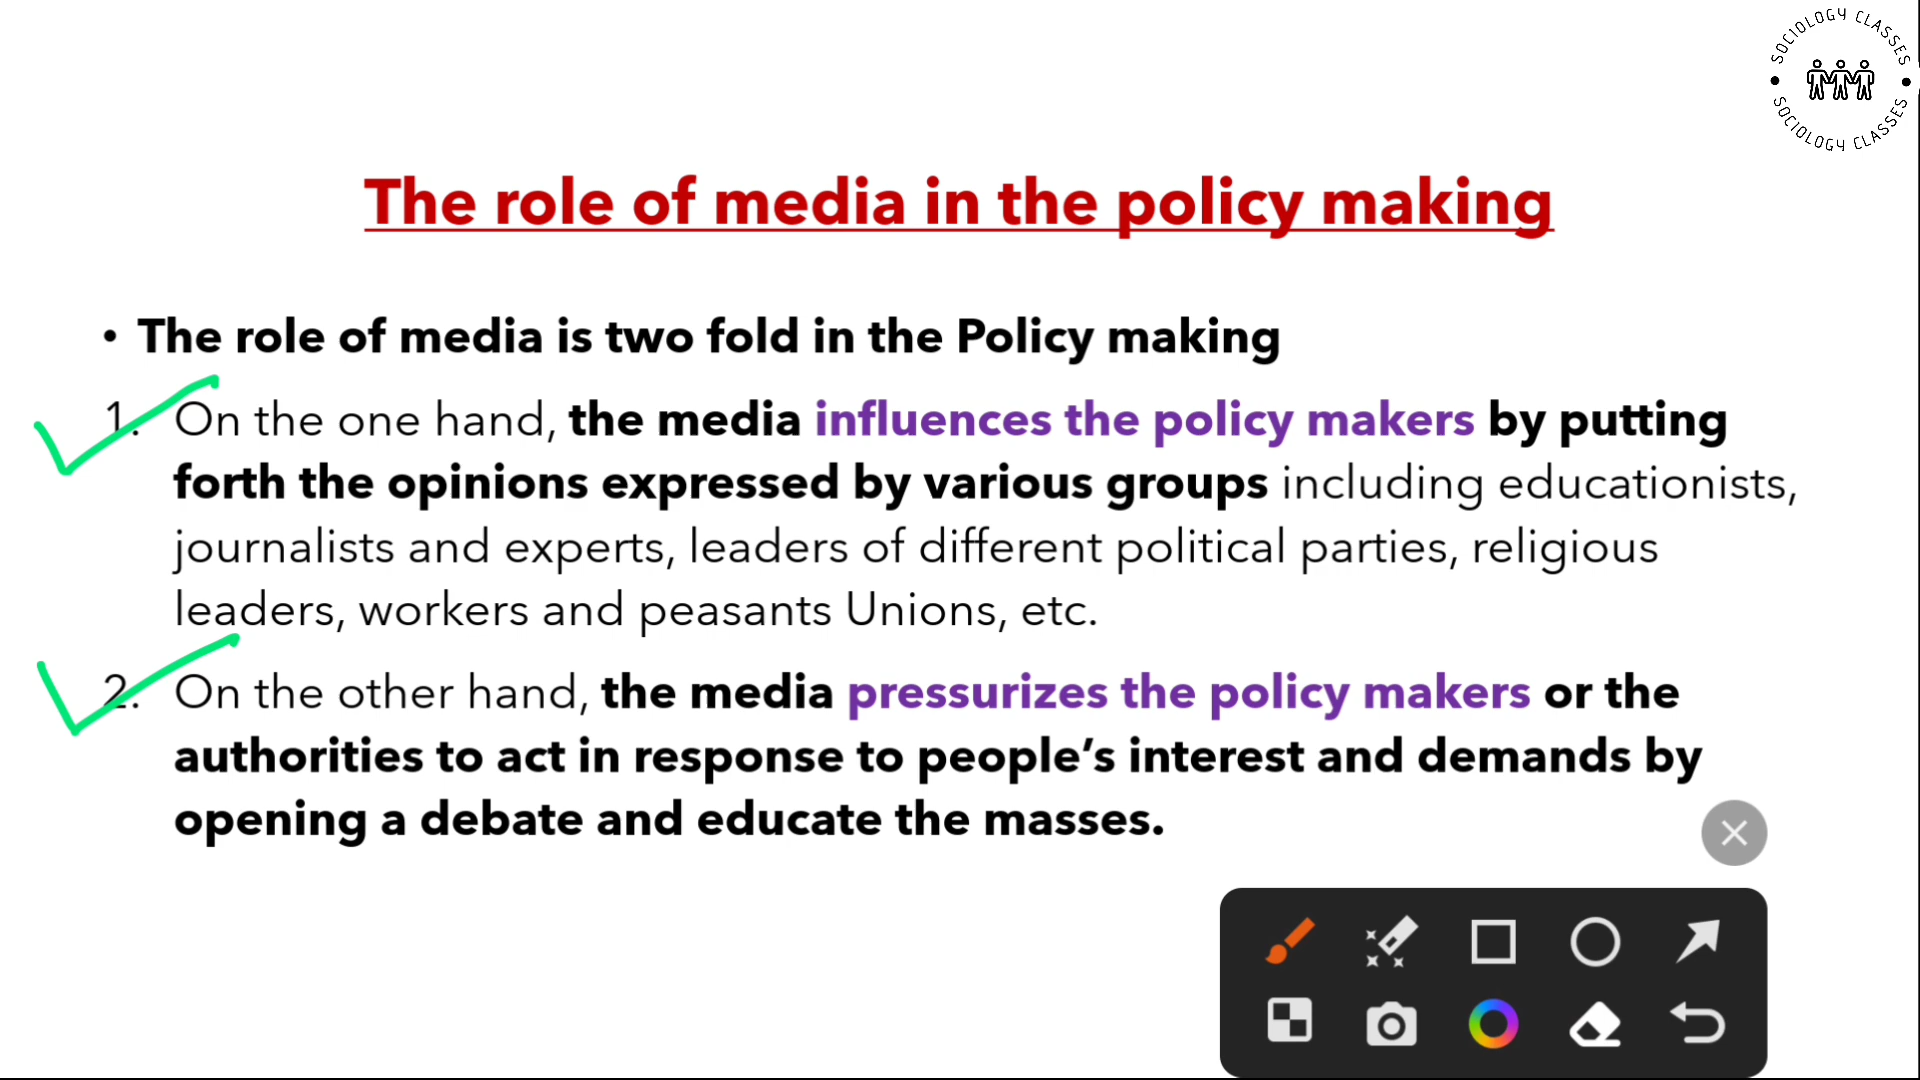 SOCIOLOGY CLASSES
SOCIOLOGY CLASSES
The role of media in the policy making
• The role of media is two fold in the Policy making
1. On the one hand, the media influences the policy makers by putting
forth the opinions expressed by various groups including educationists,
journalists and experts, leaders of different political parties, religious
leaders, workers and peasants Unions, etc.
2. On the other hand, the media pressurizes the policy makers or the
authorities to act in response to people’s interest and demands by
opening a debate and educate the masses.